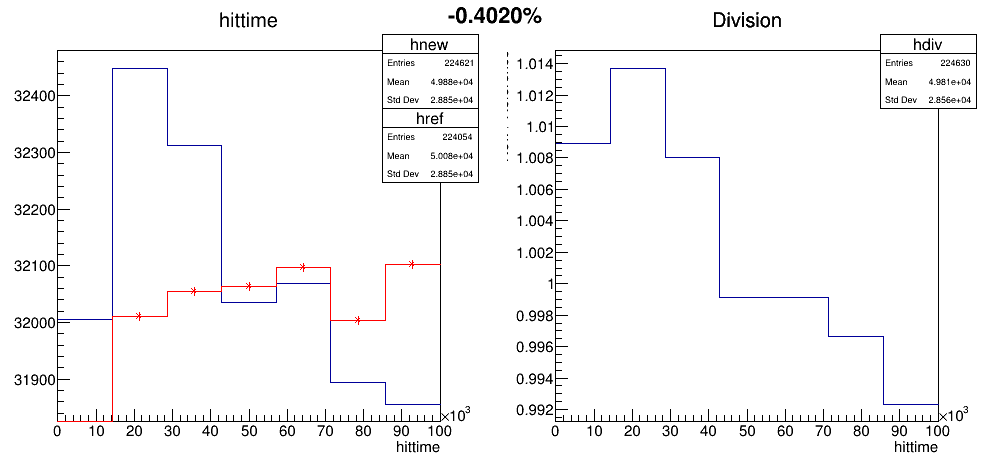 -0.4020%
hittime
hnew
Entries 224621
Mean 4.988e+04
Std Dev 2.885e+04
href
Entries 224054
Mean 5.008e+04
Std Dev 2.885e+04
32400
32300
32200
32100
32000
31900
0 10 20 30 40 50 60 70 80 90 100
×10³
hittime
Division
hdiv
Entries 224630
Mean 4.981e+04
Std Dev 2.856e+04
1.014
1.012
1.01
1.008
1.006
1.004
1.002
1
0.998
0.996
0.994
0.992
0 10 20 30 40 50 60 70 80 90 100
×10³
hittime